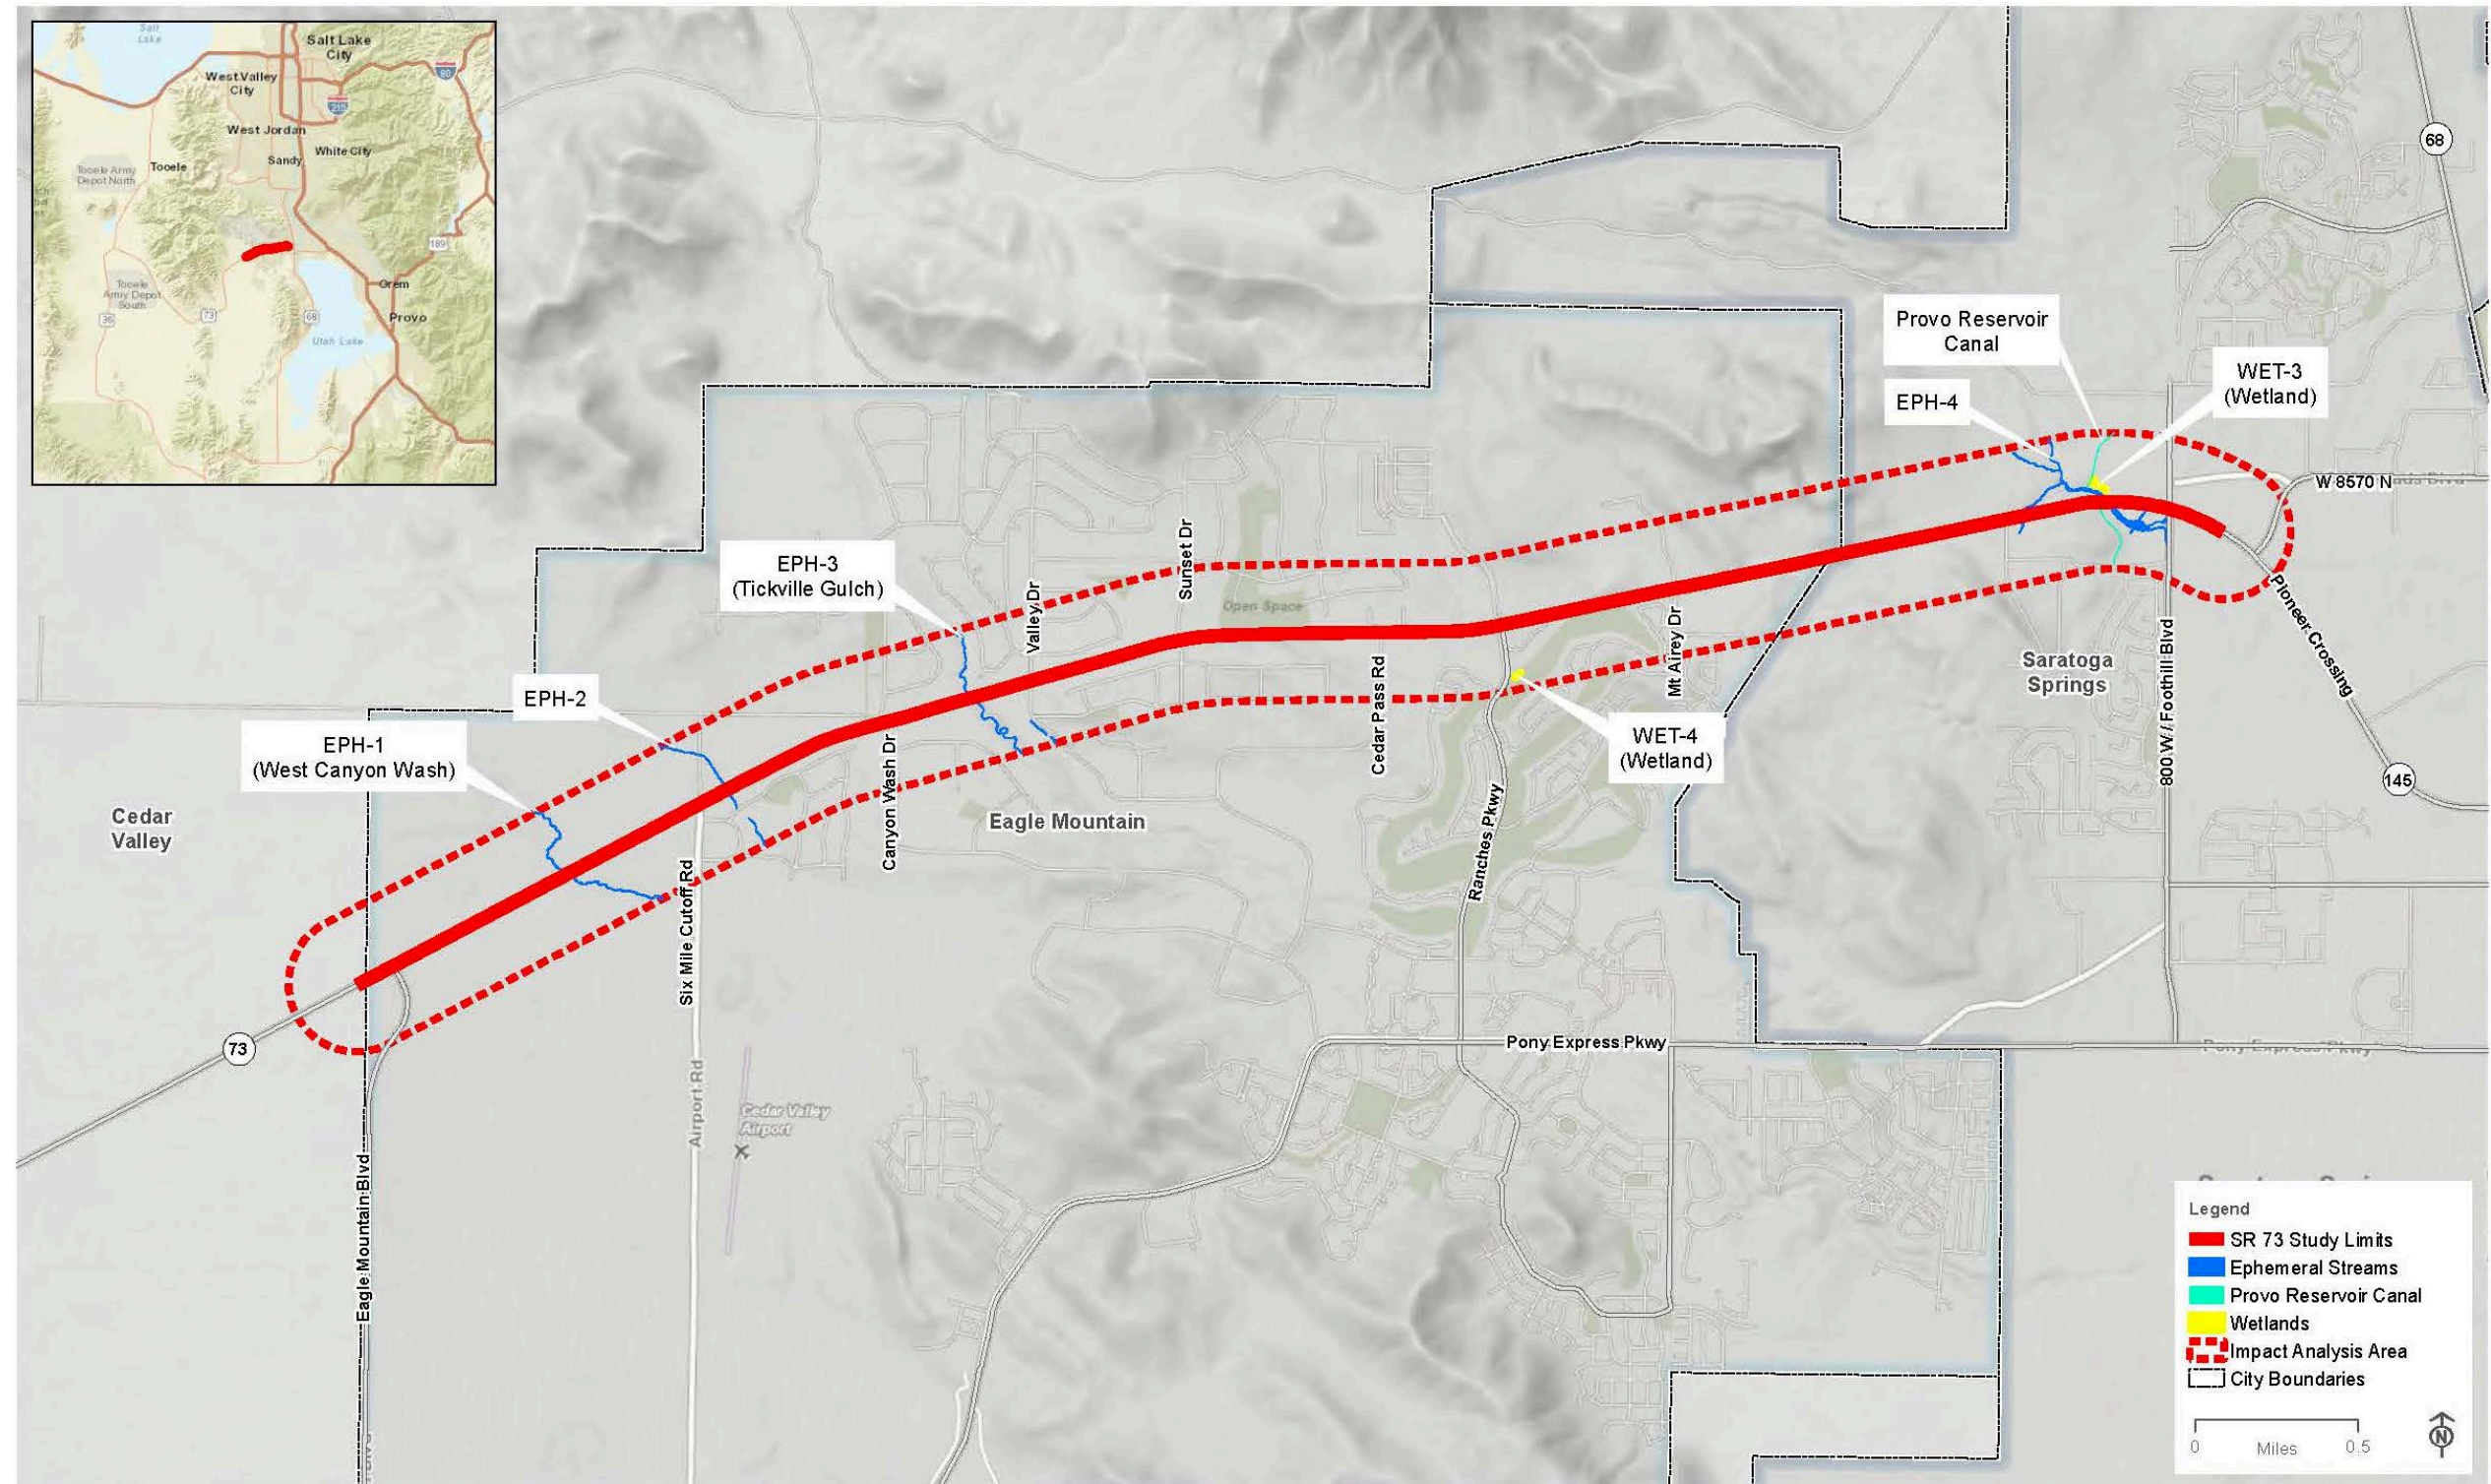 Salt
Lake
Salt Lake
City
80
West Valley
City
215
West Jordan
White City
Sandy
Tooele
Tooele Army
Depot North
189
Tooele
Army Depot
South
36
73
68
Orem
Provo
Utah Lake
68
Provo Reservoir
Canal
WET-3
(Wetland)
EPH-4
W 8570 N
EPH-3
(Tickville Gulch)
Valley Dr
Sunset Dr
Open Space
Mt Airey Dr
Pioneer Crossing
Saratoga
Springs
800 W / Foothill Blvd
EPH-2
Cedar Pass Rd
WET-4
(Wetland)
EPH-1
(West Canyon Wash)
145
Canyon Wash Dr
Cedar
Valley
Eagle Mountain
Ranches Pkwy
Six Mile Cutoff Rd
73
Pony Express Pkwy
Pony Express Pkwy
Airport Rd
Cedar Valley
Airport
Eagle Mountain Blvd
Legend
SR 73 Study Limits
Ephemeral Streams
Provo Reservoir Canal
Wetlands
Impact Analysis Area
City Boundaries
0
Miles
0.5
N